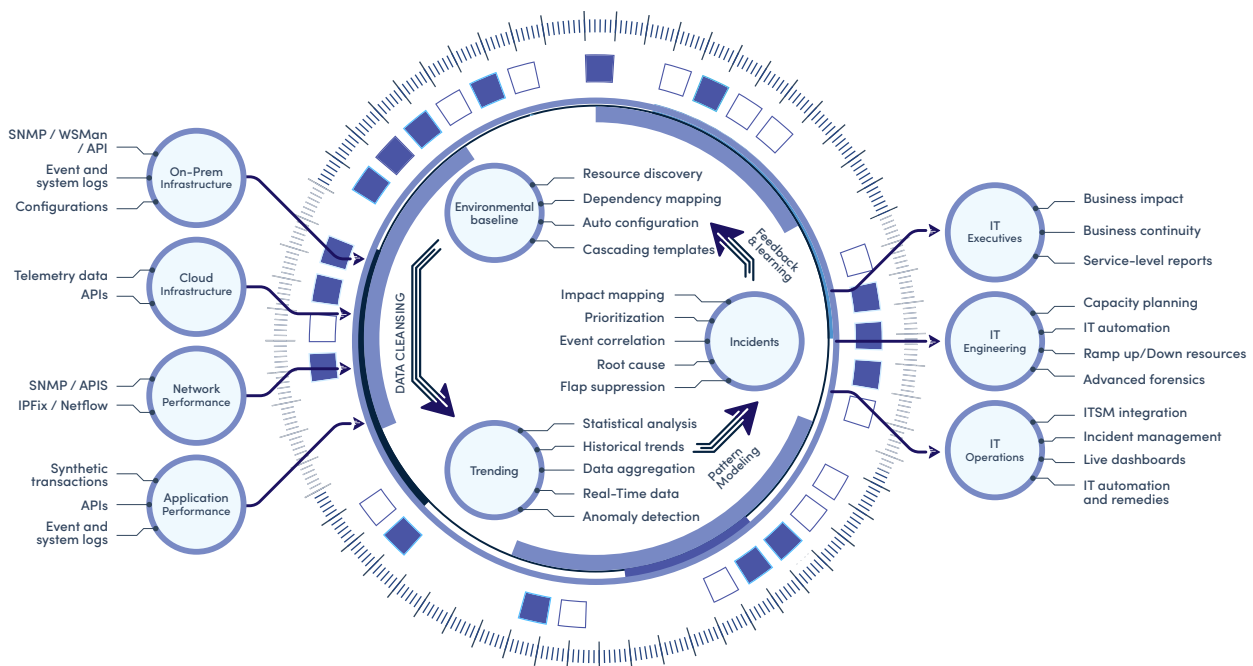 SNMP / WSMan
/ API
Event and
system logs
Configurations
On-Prem
Infrastructure
Telemetry data
APIs
Cloud
Infrastructure
SNMP / APIS
IPFix / Netflow
Network
Performance
Synthetic
transactions
APIs
Event and
system logs
Application
Performance
Environmental
baseline
Resource discovery
Dependency mapping
Auto configuration
Cascading templates
DATA CLEANSING
Feedback
& learning
Impact mapping
Prioritization
Event correlation
Root cause
Flap suppression
Incidents
Trending
Statistical analysis
Historical trends
Data aggregation
Real-Time data
Anomaly detection
Pattern
Modeling
IT
Executives
Business impact
Business continuity
Service-level reports
IT
Engineering
Capacity planning
IT automation
Ramp up/Down resources
Advanced forensics
IT
Operations
ITSM integration
Incident management
Live dashboards
IT automation
and remedies